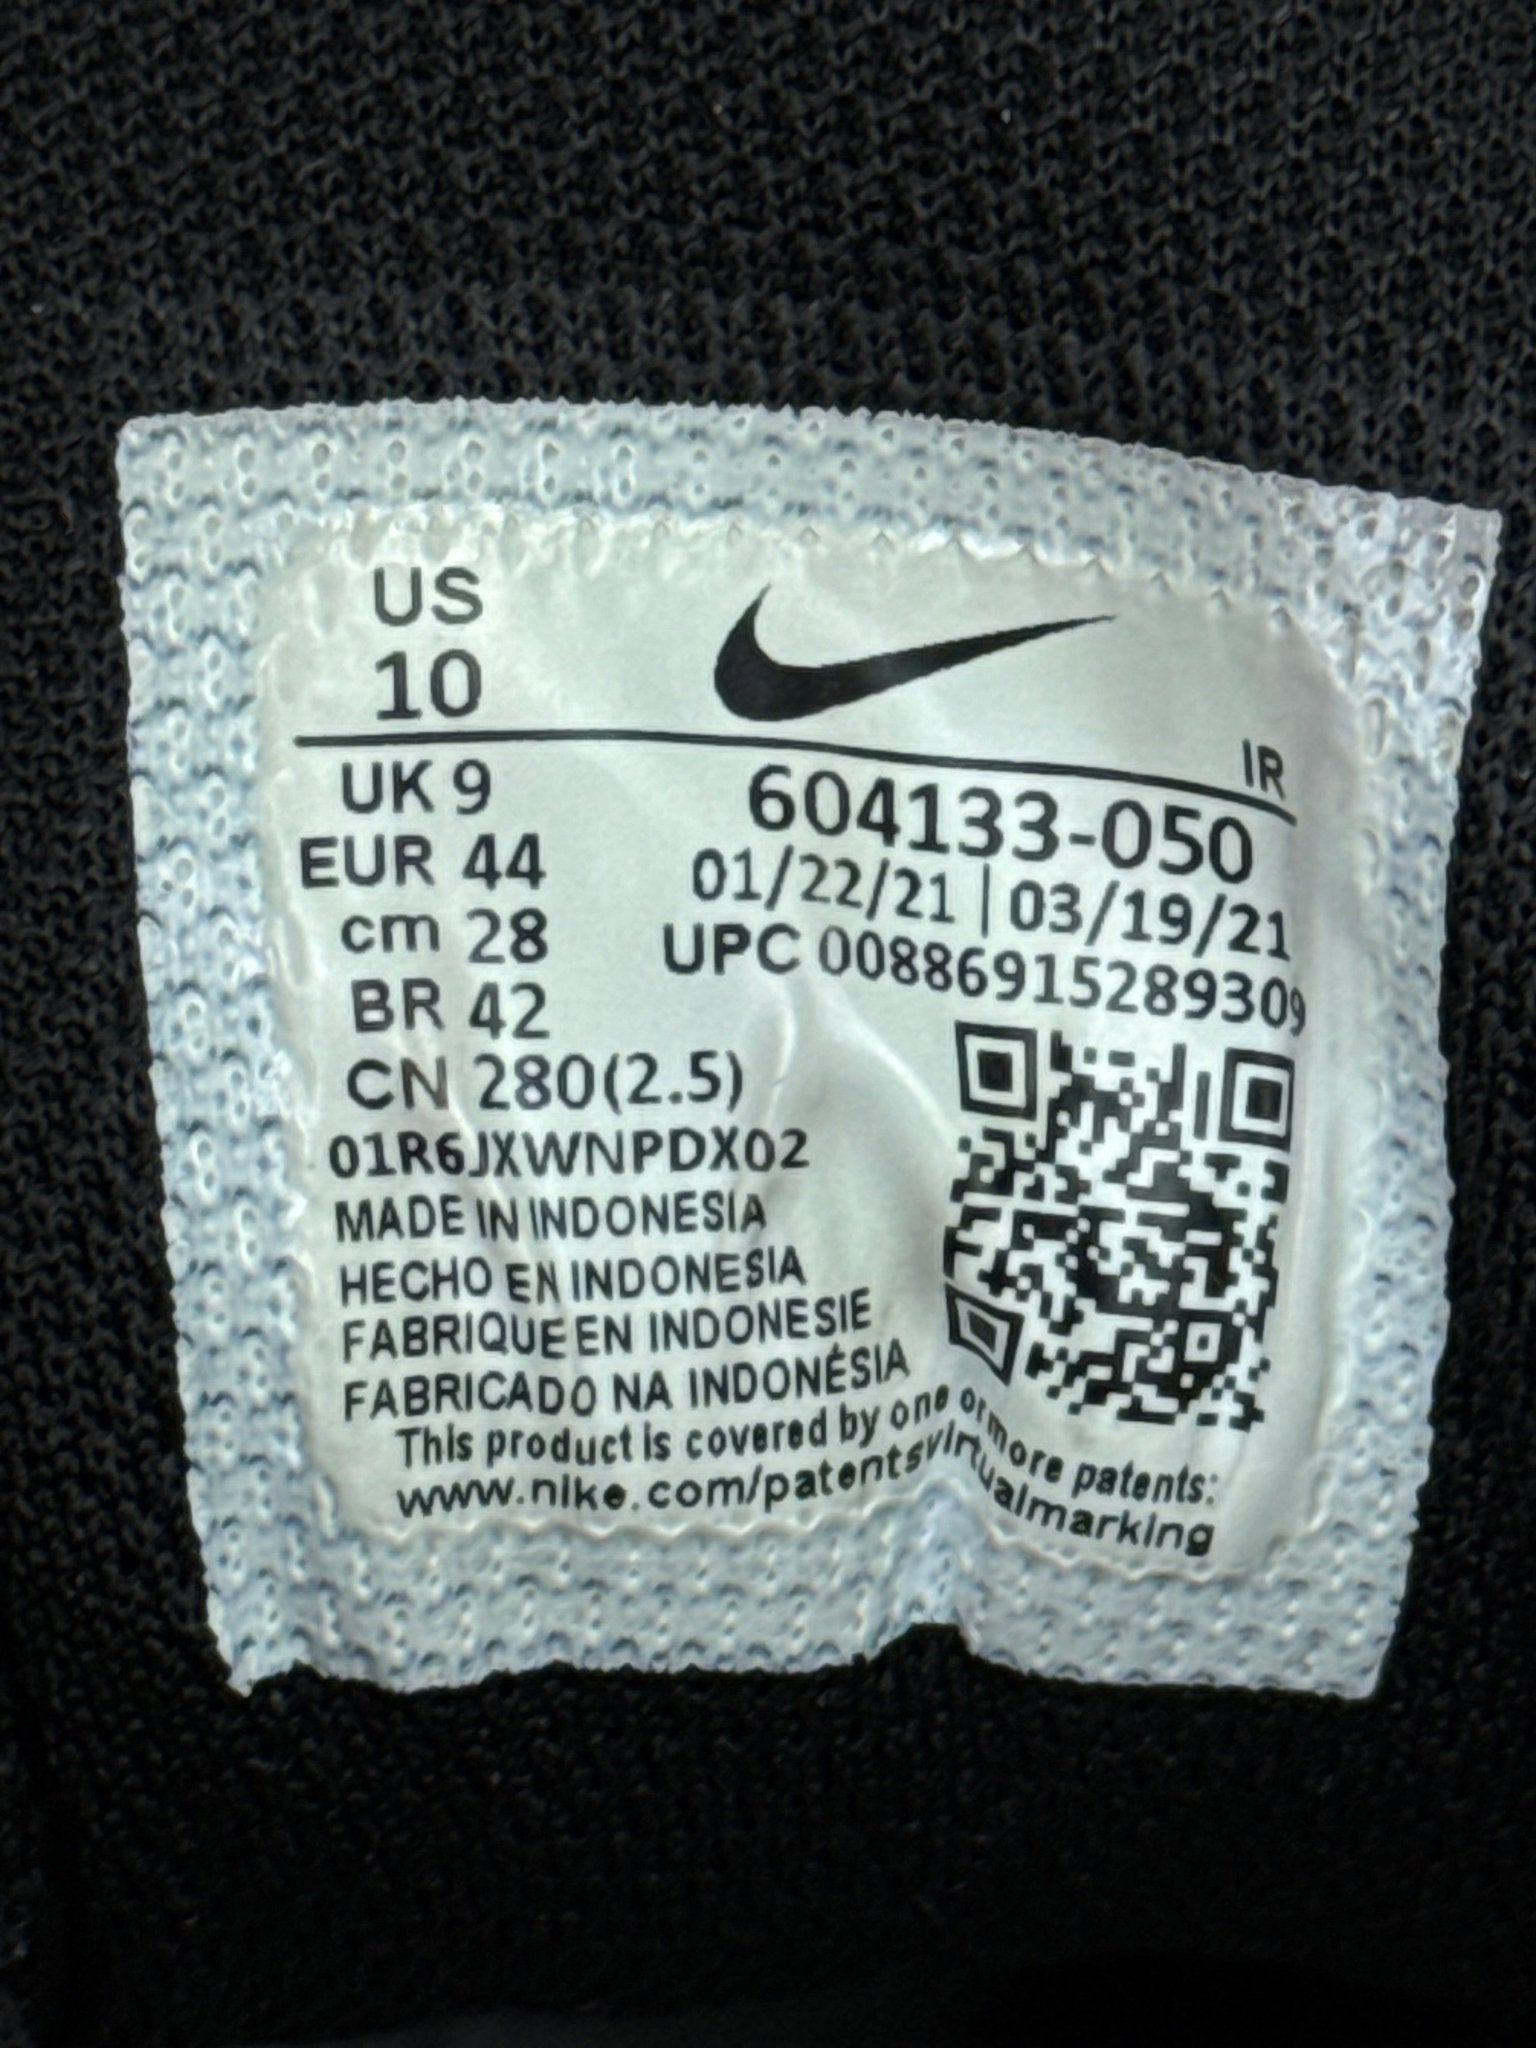 US
10
IR
UK 9
EUR 44
cm 28
BR 42
CN 280(2.5)
604133-050
01/22/21 | 03/19/21
UPC 00886915289309
01R6JXWNPDX02
MADE IN INDONESIA
HECHO EN INDONESIA
FABRIQUE EN INDONESIE
FABRICADO NA INDONÉSIA
This product is covered by one or more patents:
www.nike.com/patentsvirtualmarking